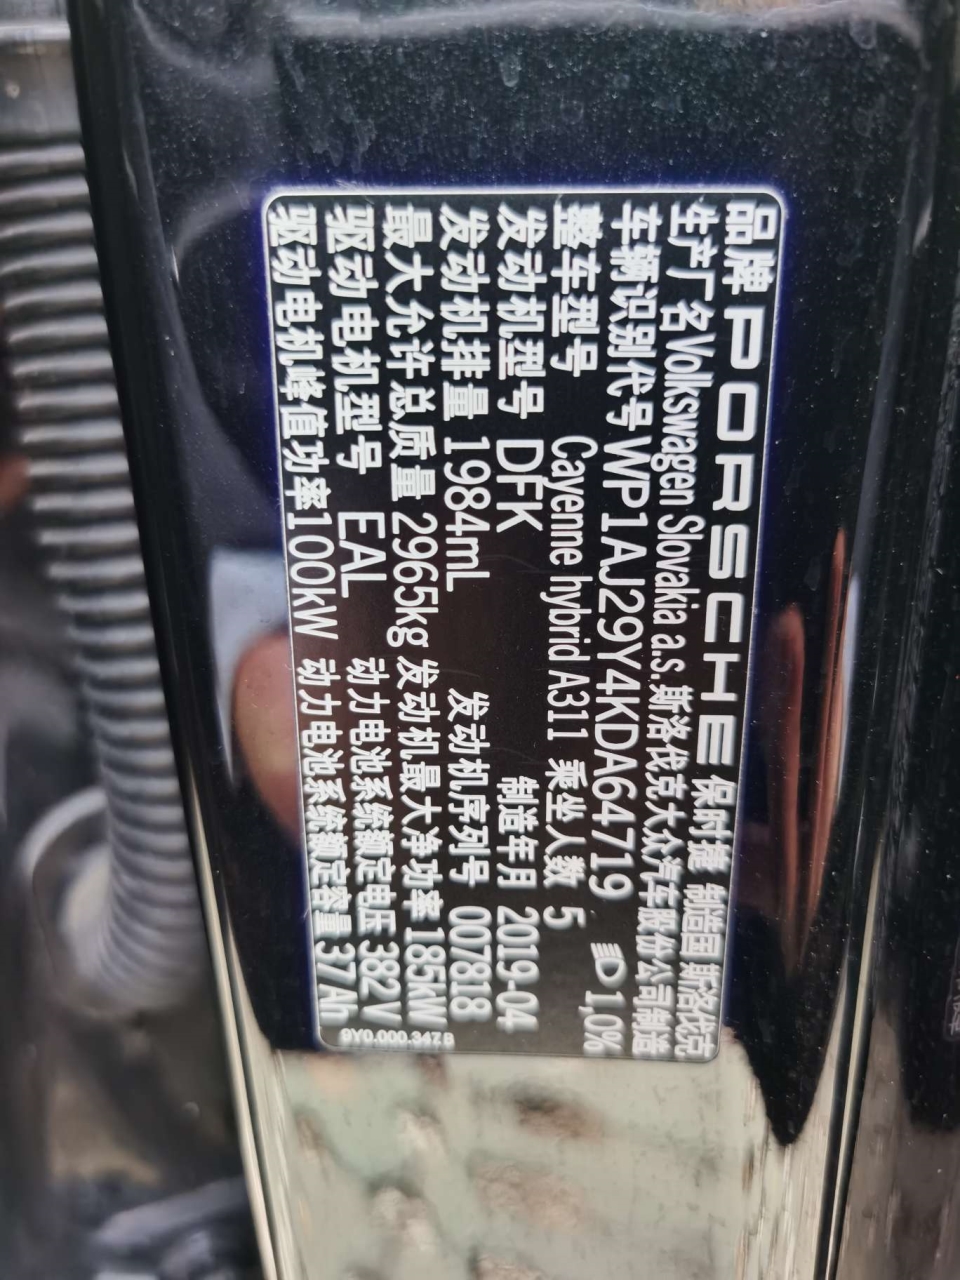 品牌 PORSCHE 保时捷 制造国 斯洛伐克
生产厂名 Volkswagen Slovakia a.s.斯洛伐克大众汽车股份公司制造
车辆识别代号 WP1AJ29Y4KDA64719 1,0%
整车型号 Cayenne hybrid A311 乘坐人数 5
发动机型号 DFK 制造年月 2019-04
发动机排量 1984mL 发动机序列号 007818
最大允许总质量 2965kg 发动机最大净功率 185kW
驱动电机型号 EAL 动力电池系统额定电压 382V
驱动电机峰值功率 100kW 动力电池系统额定容量 37Ah
9Y0.000.347.B